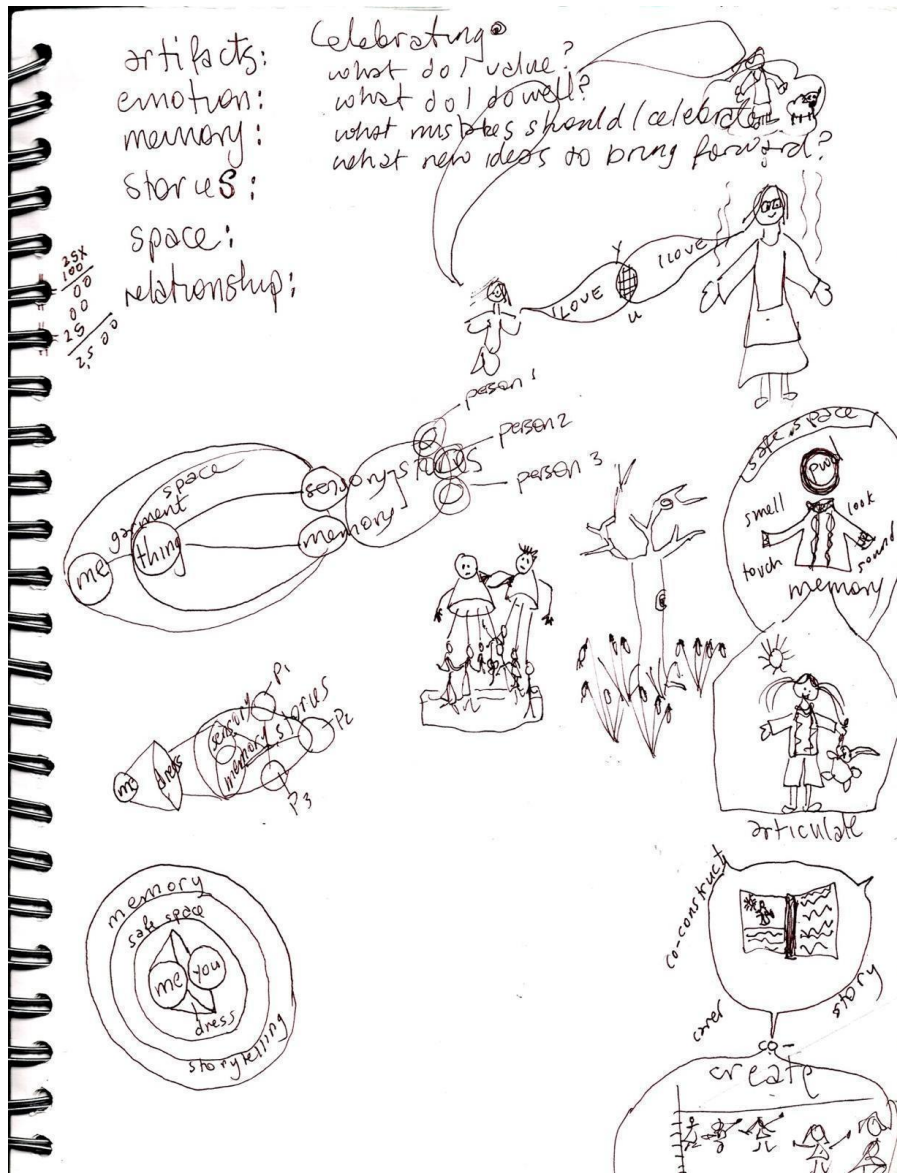 Celebrating
artifacts:
what do I value?
emotion:
what do I do well?
memory:
what mistakes should I celebrate
what new ideas to bring forward?
stories:
space:
relationship:
25x
100
00
00
25
2,500
I LOVE
Y
I LOVE
u
person 1
person 2
person 3
space
garment
me
thing
sensory
stories
memory
safe space
pwd
smell
look
touch
sound
memory
P1
P2
P3
me
dress
sensory
memory
stories
articulate
memory
safe space
me
you
dress
storytelling
co-construct
story
carer
co-
create